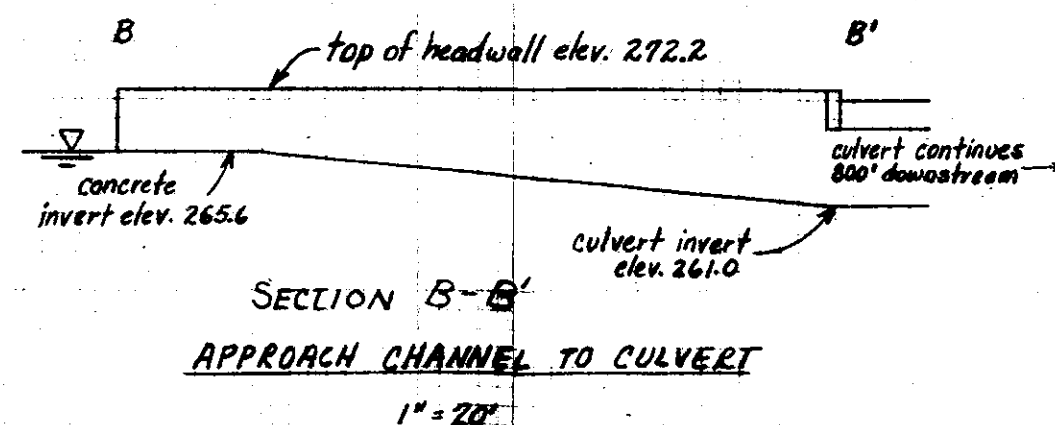 B
B'
top of headwall elev. 272.2
concrete
invert elev. 265.6
culvert continues
800' downstream
culvert invert
elev. 261.0
SECTION B-B'
APPROACH CHANNEL TO CULVERT
1" = 20'